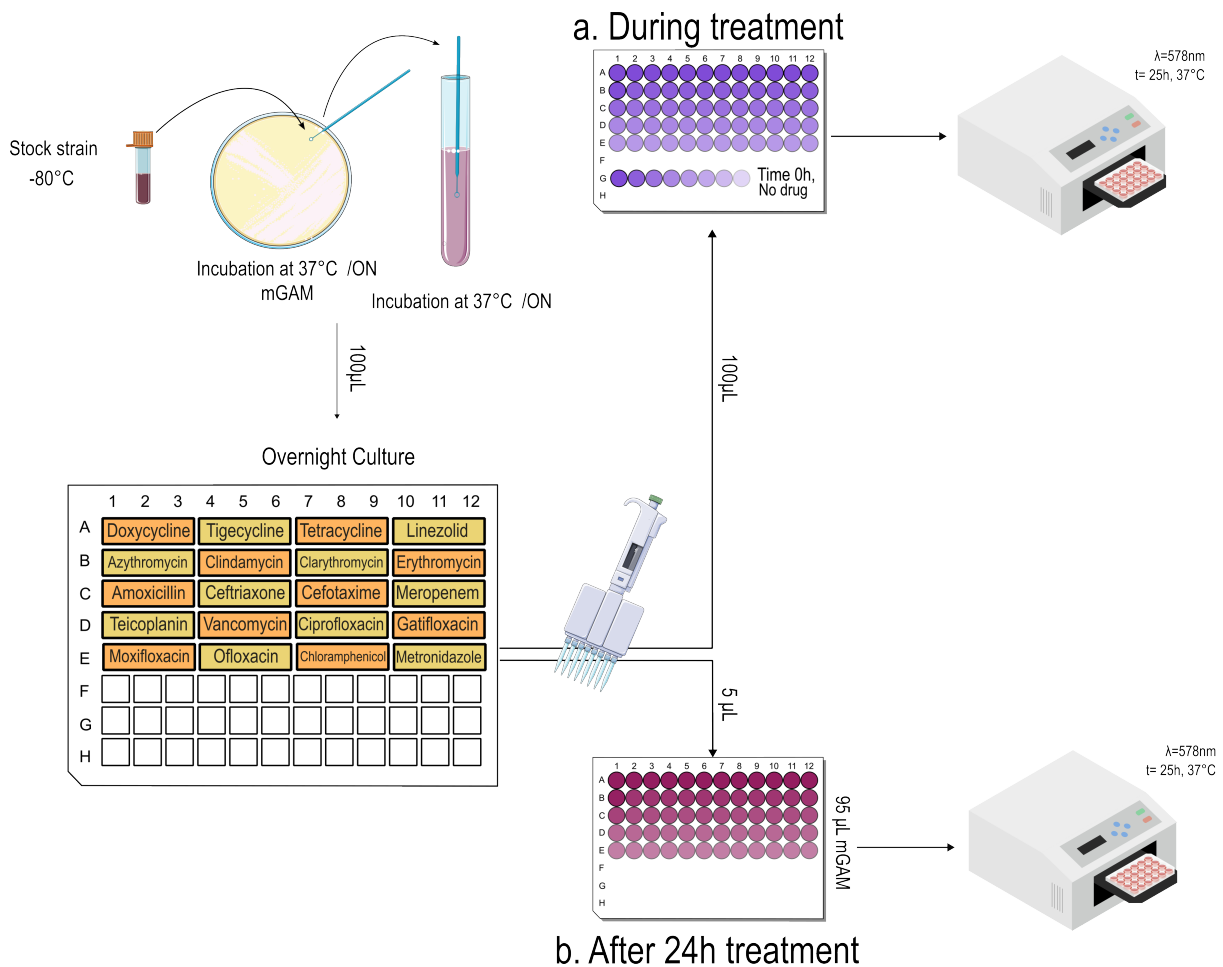 a. During treatment
1 2 3 4 5 6 7 8 9 10 11 12
A
B
C
D
E
F
G
H
Time 0h,
No drug
λ=578nm
t= 25h, 37°C
Stock strain
-80°C
Incubation at 37°C /ON
mGAM
Incubation at 37°C /ON
100µL
100µL
Overnight Culture
1 2 3 4 5 6 7 8 9 10 11 12
A Doxycycline Tigecycline Tetracycline Linezolid
B Azythromycin Clindamycin Clarythromycin Erythromycin
C Amoxicillin Ceftriaxone Cefotaxime Meropenem
D Teicoplanin Vancomycin Ciprofloxacin Gatifloxacin
E Moxifloxacin Ofloxacin Chloramphenicol Metronidazole
F
G
H
5 µL
1 2 3 4 5 6 7 8 9 10 11 12
A
B
C
D
E
F
G
H
95 µL mGAM
λ=578nm
t= 25h, 37°C
b. After 24h treatment